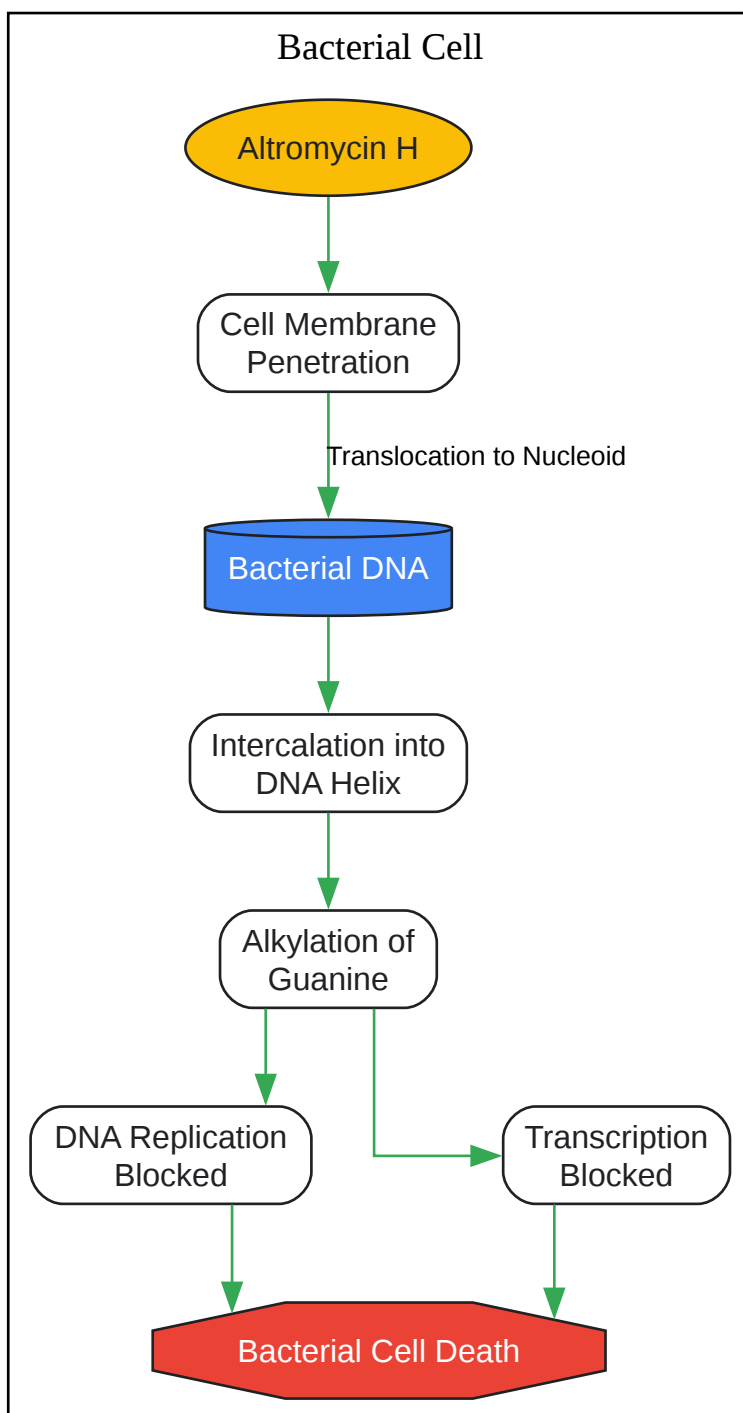 Bacterial Cell
Altromycin H
Cell Membrane
Penetration
Translocation to Nucleoid
Bacterial DNA
Intercalation into
DNA Helix
Alkylation of
Guanine
DNA Replication
Blocked
Transcription
Blocked
Bacterial Cell Death